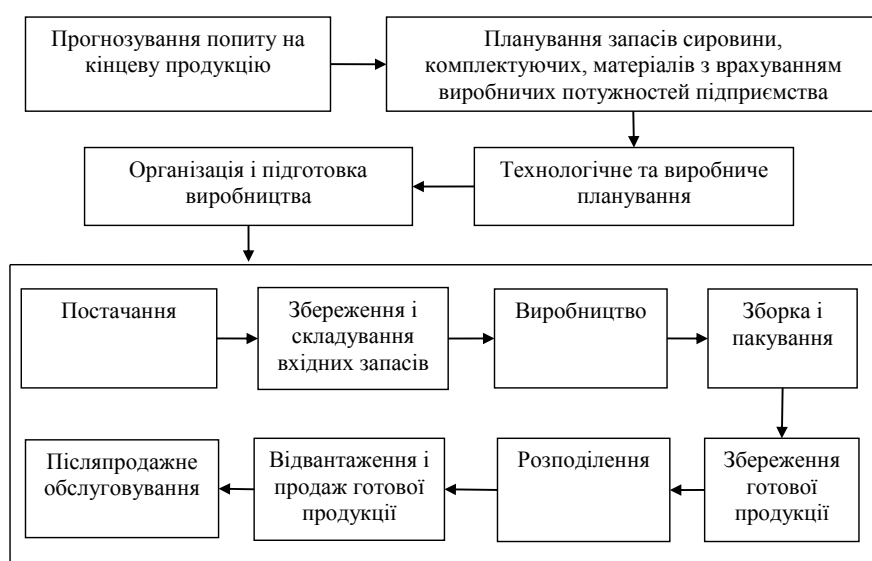 Прогнозування попиту на
кінцеву продукцію
Планування запасів сировини,
комплектуючих, матеріалів з врахуванням
виробничих потужностей підприємства
Організація і підготовка
виробництва
Технологічне та виробниче
планування
Постачання
Збереження і
складування
вхідних запасів
Виробництво
Зборка і
пакування
Післяпродажне
обслуговування
Відвантаження і
продаж готової
продукції
Розподілення
Збереження
готової
продукції